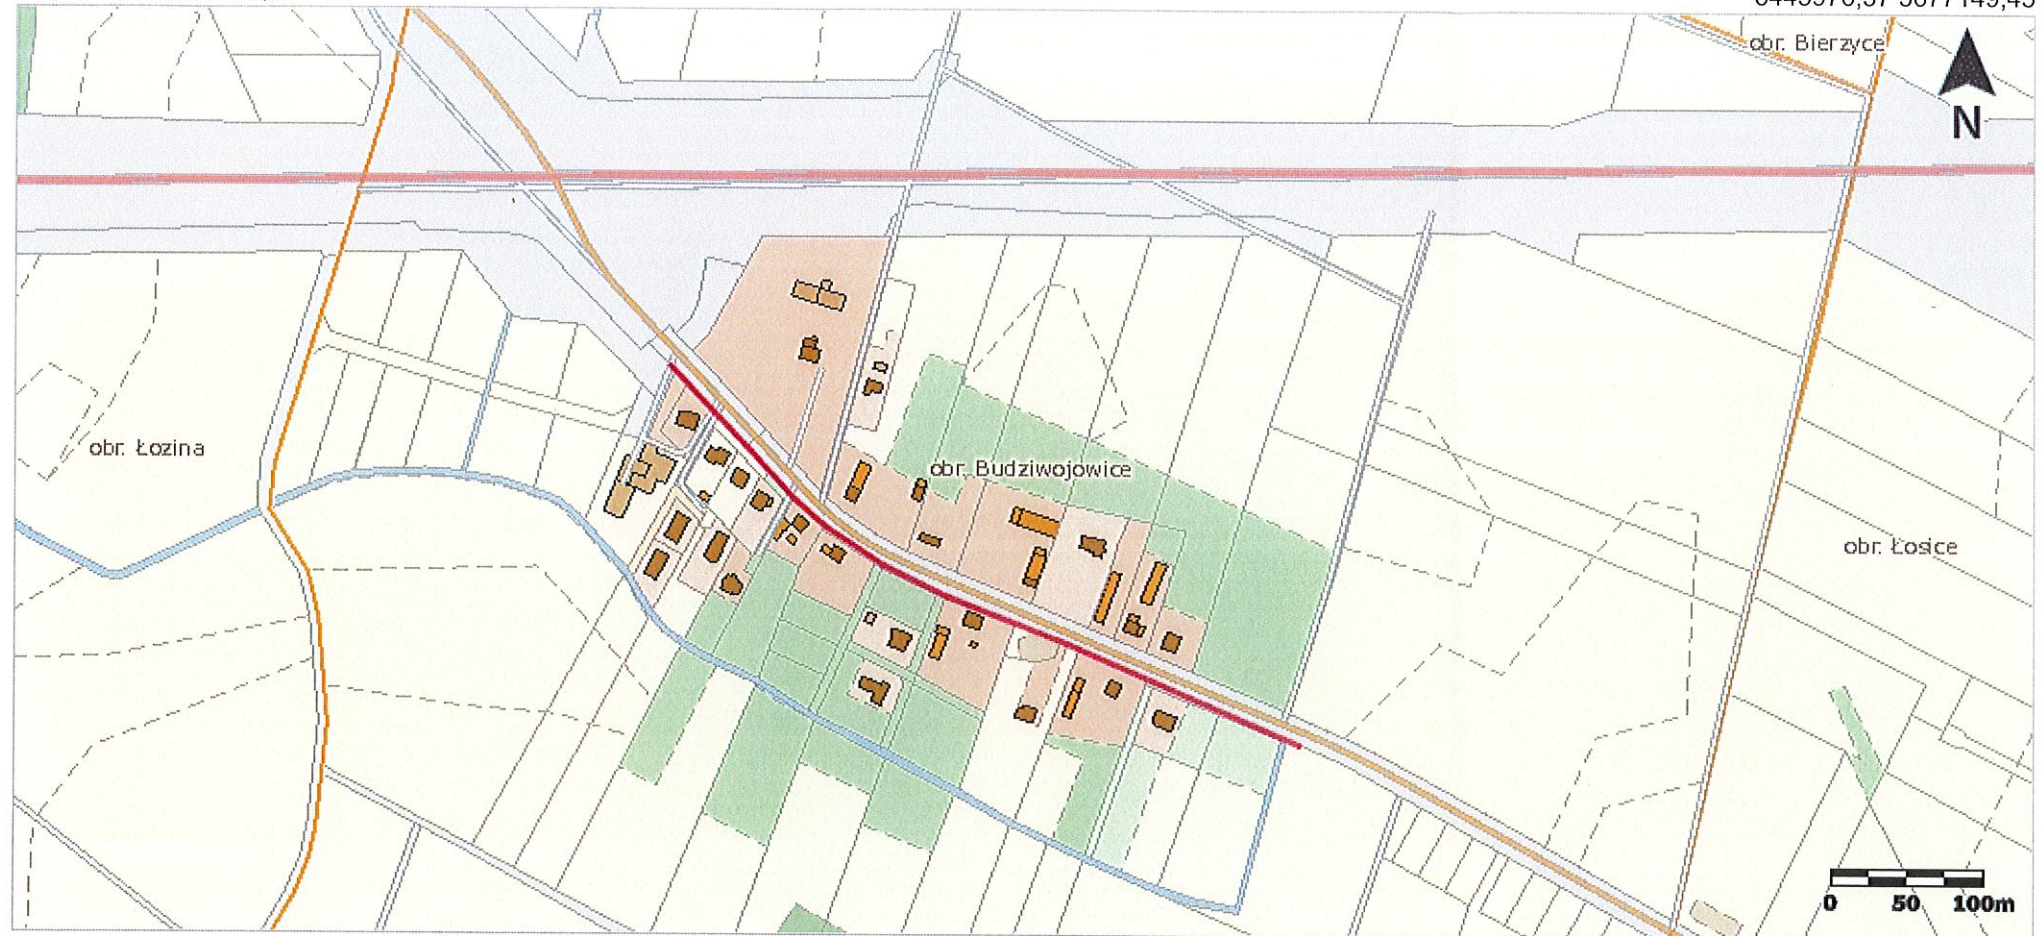 obr. Bierzyce
N
obr. Łozina
obr. Budziwojowice
obr. Łosice
0 50 100m